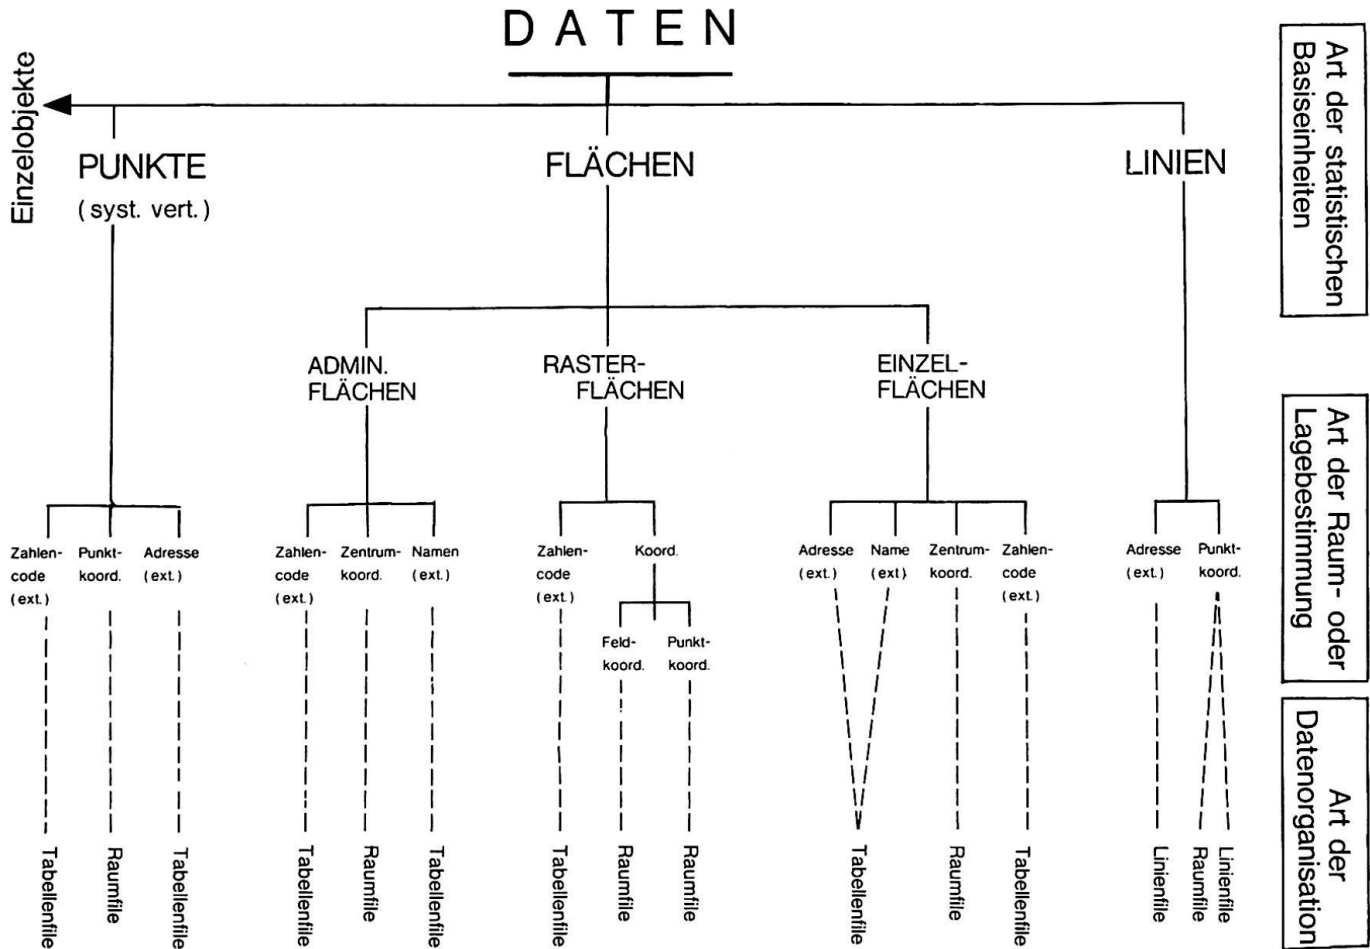 DATEN
Einzelobjekte
PUNKTE
(syst. vert.)
FLÄCHEN
LINIEN
ADMIN.
FLÄCHEN
RASTER-
FLÄCHEN
EINZEL-
FLÄCHEN
Zahlen-
code
(ext.)
Punkt-
koord.
Adresse
(ext.)
Zahlen-
code
(ext.)
Zentrum-
koord.
Namen
(ext.)
Zahlen-
code
(ext.)
Koord.
Feld-
koord.
Punkt-
koord.
Adresse
(ext.)
Name
(ext)
Zentrum-
koord.
Zahlen-
code
(ext.)
Adresse
(ext.)
Punkt-
koord.
Tabellenfile
Raumfile
Tabellenfile
Tabellenfile
Raumfile
Tabellenfile
Tabellenfile
Raumfile
Raumfile
Tabellenfile
Raumfile
Tabellenfile
Linienfile
Raumfile
Linienfile
Art der statistischen
Basiseinheiten
Art der Raum- oder
Lagebestimmung
Art der
Datenorganisation